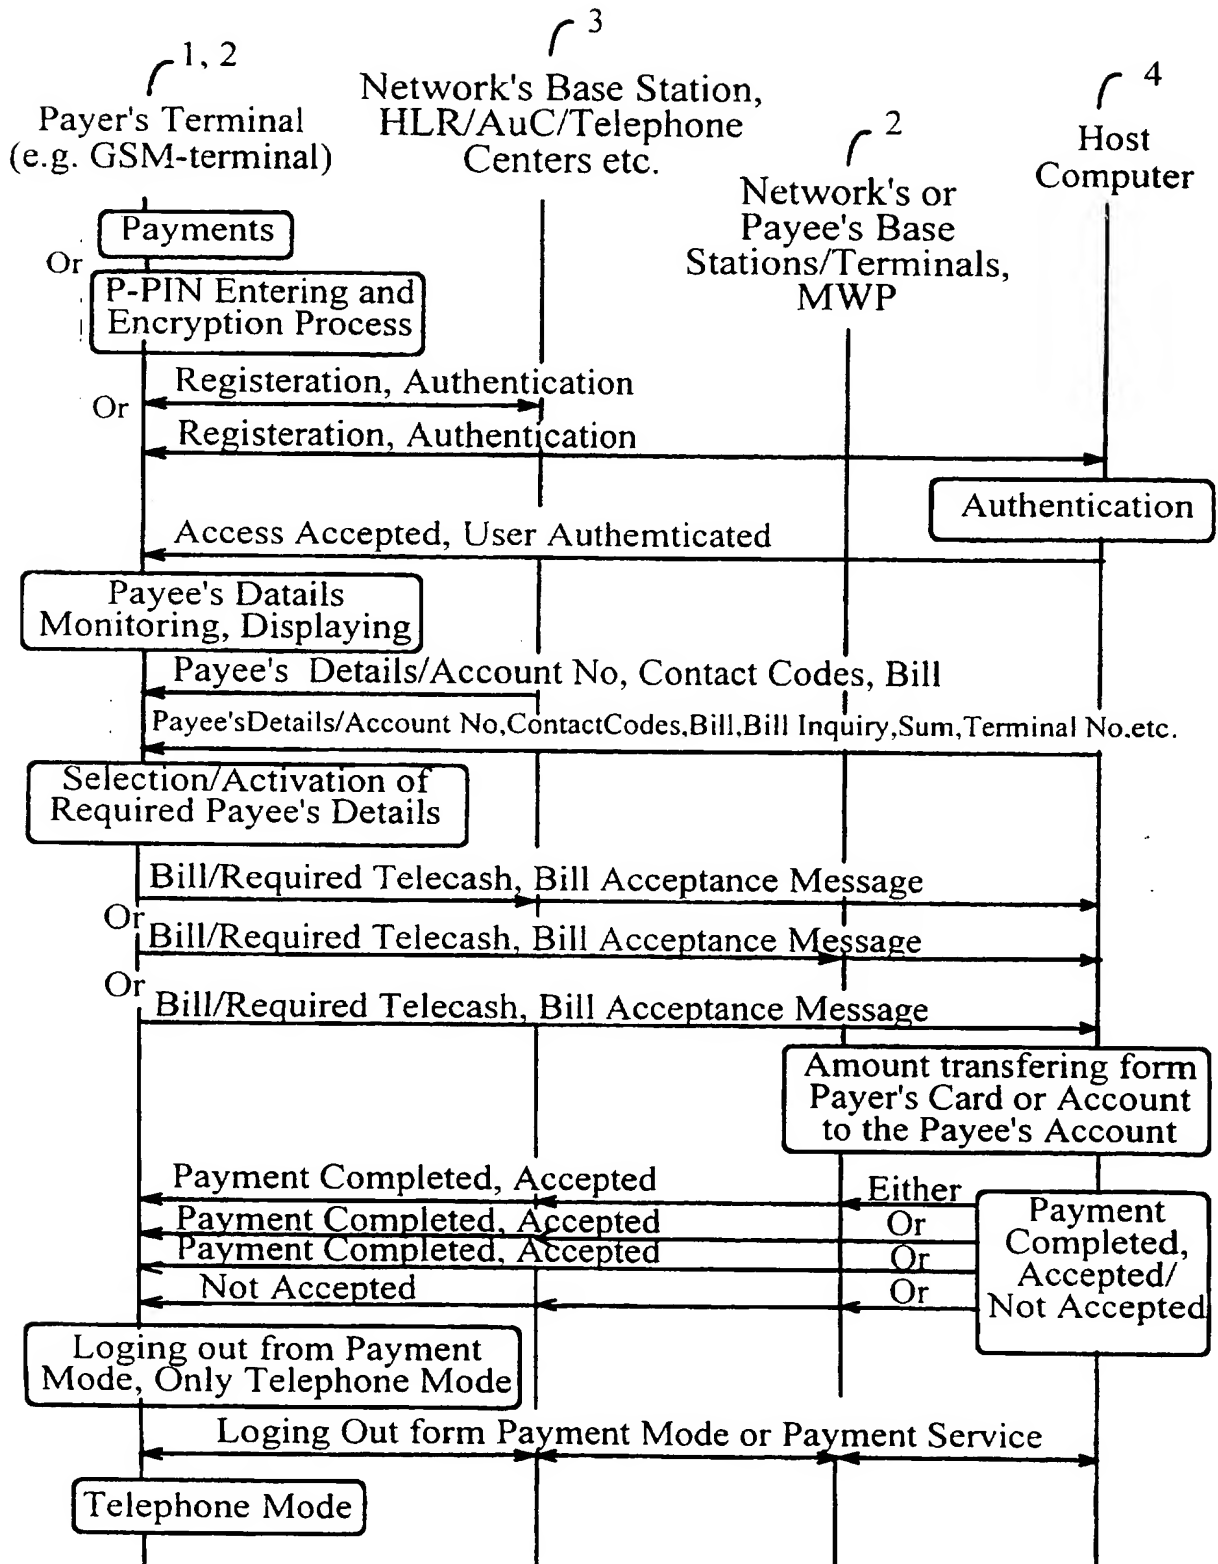 1, 2
3
4
2
Payer's Terminal
(e.g. GSM-terminal)
Network's Base Station,
HLR/AuC/Telephone
Centers etc.
Network's or
Payee's Base
Stations/Terminals,
MWP
Host
Computer
Payments
Or
P-PIN Entering and
Encryption Process
Registeration, Authentication
Or
Registeration, Authentication
Authentication
Access Accepted, User Authemticated
Payee's Datails
Monitoring, Displaying
Payee's Details/Account No, Contact Codes, Bill
Payee'sDetails/Account No,ContactCodes,Bill,Bill Inquiry,Sum,Terminal No.etc.
Selection/Activation of
Required Payee's Details
Bill/Required Telecash, Bill Acceptance Message
Or
Bill/Required Telecash, Bill Acceptance Message
Or
Bill/Required Telecash, Bill Acceptance Message
Amount transfering form
Payer's Card or Account
to the Payee's Account
Payment Completed, Accepted
Either
Payment Completed, Accepted
Or
Payment Completed, Accepted
Or
Not Accepted
Or
Payment
Completed,
Accepted/
Not Accepted
Loging out from Payment
Mode, Only Telephone Mode
Loging Out form Payment Mode or Payment Service
Telephone Mode